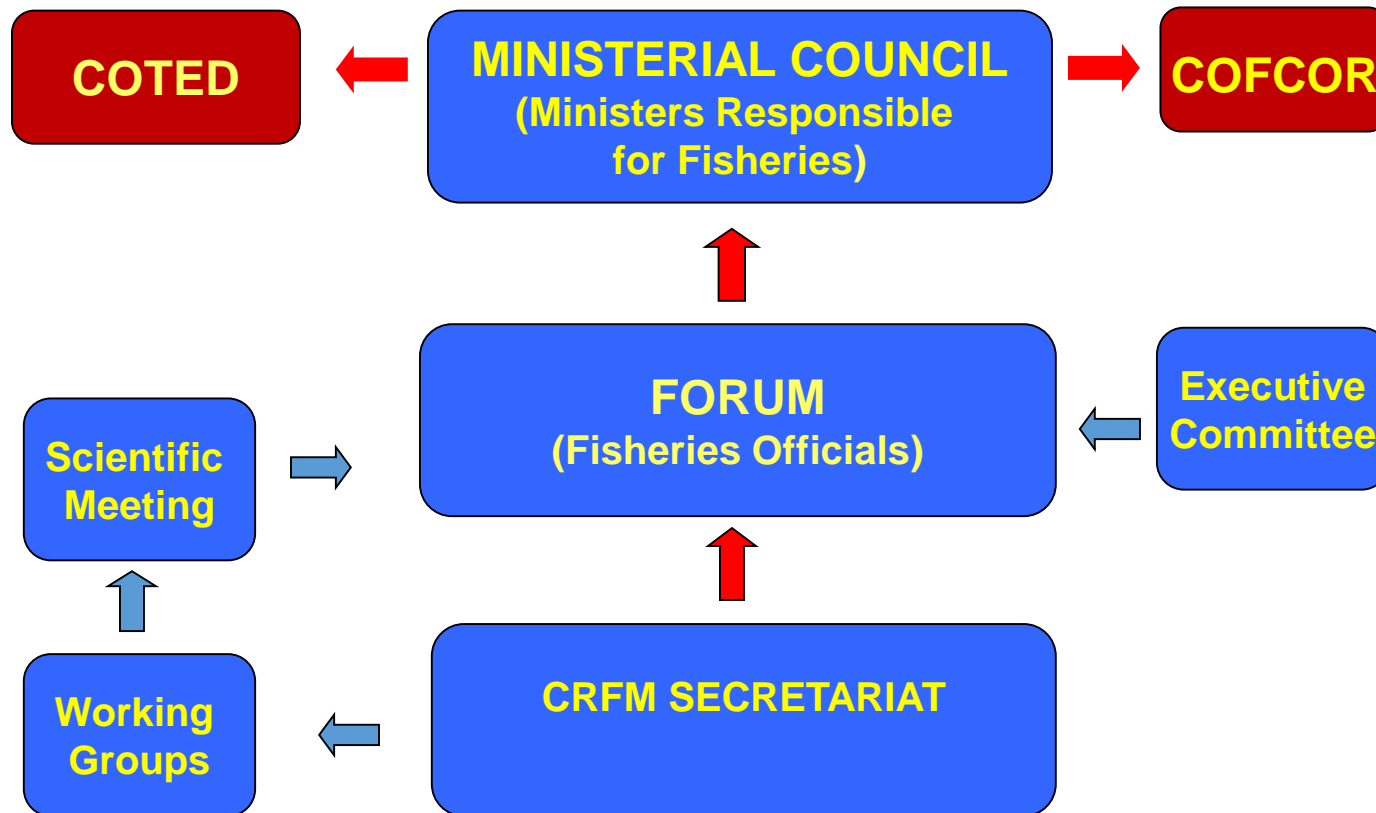 COTED
MINISTERIAL COUNCIL
(Ministers Responsible
for Fisheries)
COFCOR
FORUM
(Fisheries Officials)
Executive
Committee
Scientific
Meeting
CRFM SECRETARIAT
Working
Groups